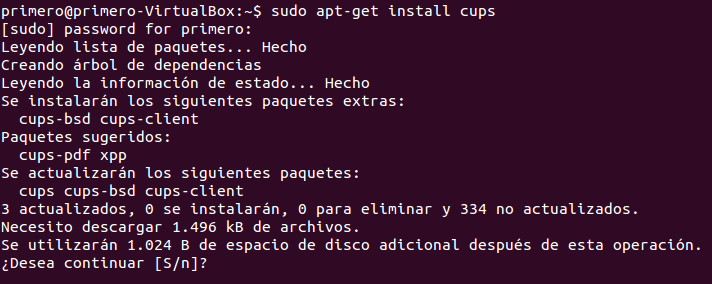 primero@primero-VirtualBox:~$ sudo apt-get install cups
[sudo] password for primero:
Leyendo lista de paquetes... Hecho
Creando árbol de dependencias
Leyendo la información de estado... Hecho
Se instalarán los siguientes paquetes extras:
  cups-bsd cups-client
Paquetes sugeridos:
  cups-pdf xpp
Se actualizarán los siguientes paquetes:
  cups cups-bsd cups-client
3 actualizados, 0 se instalarán, 0 para eliminar y 334 no actualizados.
Necesito descargar 1.496 kB de archivos.
Se utilizarán 1.024 B de espacio de disco adicional después de esta operación.
¿Desea continuar [S/n]?